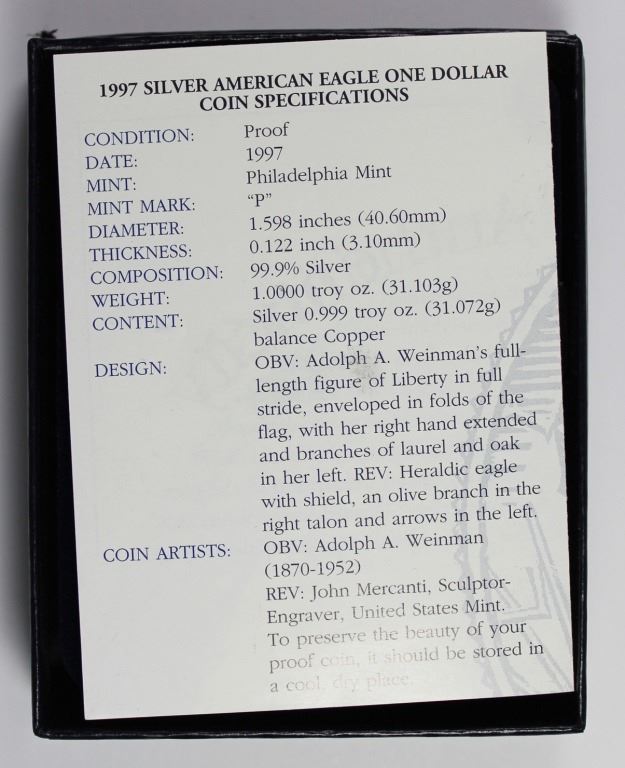 1997 SILVER AMERICAN EAGLE ONE DOLLAR
COIN SPECIFICATIONS
CONDITION: Proof
DATE: 1997
MINT: Philadelphia Mint
MINT MARK: “P”
DIAMETER: 1.598 inches (40.60mm)
THICKNESS: 0.122 inch (3.10mm)
COMPOSITION: 99.9% Silver
WEIGHT: 1.0000 troy oz. (31.103g)
CONTENT: Silver 0.999 troy oz. (31.072g)
balance Copper
DESIGN: OBV: Adolph A. Weinman’s full-
length figure of Liberty in full
stride, enveloped in folds of the
flag, with her right hand extended
and branches of laurel and oak
in her left. REV: Heraldic eagle
with shield, an olive branch in the
right talon and arrows in the left.
COIN ARTISTS: OBV: Adolph A. Weinman
(1870-1952)
REV: John Mercanti, Sculptor-
Engraver, United States Mint.
To preserve the beauty of your
proof coin, it should be stored in
a cool, dry place.